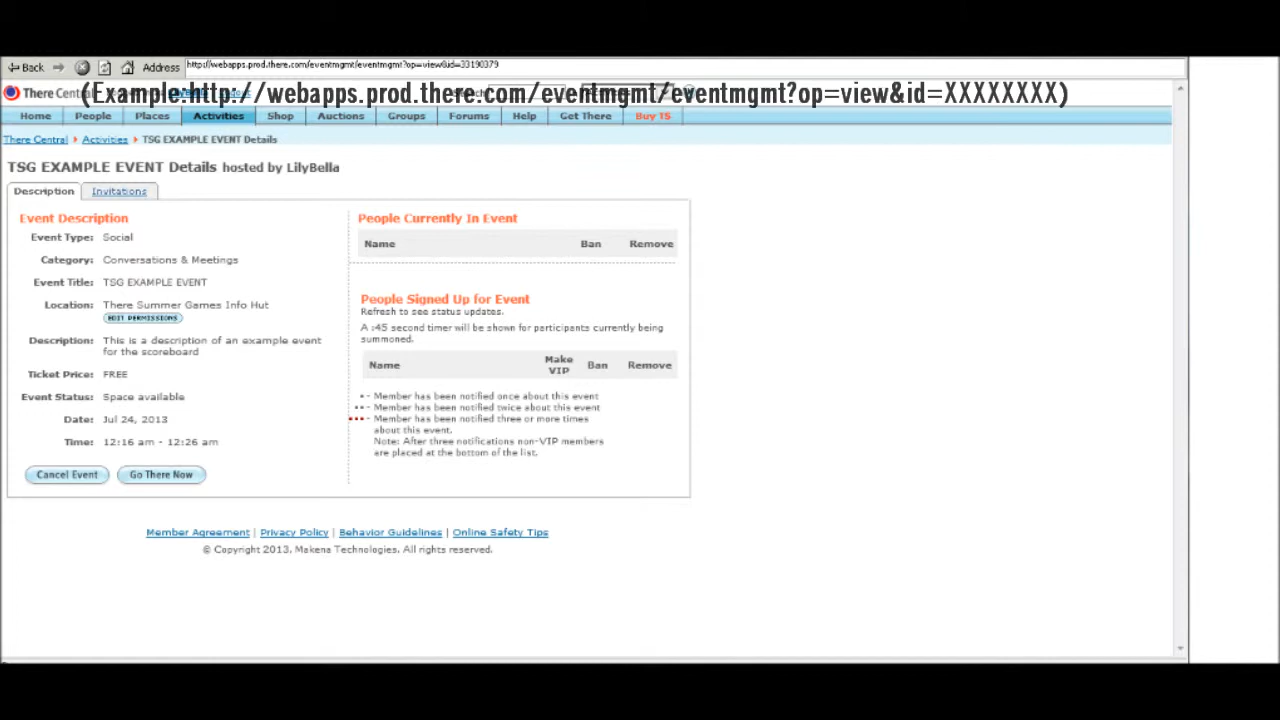 Back Address http://webapps.prod.there.com/eventmgmt/eventmgmt?op=view&id=33190379
There Central
(Example:http://webapps.prod.there.com/eventmgmt/eventmgmt?op=view&id=XXXXXXXX)
Home People Places Activities Shop Auctions Groups Forums Help Get There Buy T$
There Central Activities TSG EXAMPLE EVENT Details
TSG EXAMPLE EVENT Details hosted by LilyBella
Description Invitations
Event Description
Event Type: Social
Category: Conversations & Meetings
Event Title: TSG EXAMPLE EVENT
Location: There Summer Games Info Hut
EDIT PERMISSIONS
Description: This is a description of an example event
for the scoreboard
Ticket Price: FREE
Event Status: Space available
Date: Jul 24, 2013
Time: 12:16 am - 12:26 am
Cancel Event Go There Now
People Currently In Event
Name Ban Remove
People Signed Up for Event
Refresh to see status updates.
A :45 second timer will be shown for participants currently being
summoned.
Name Make VIP Ban Remove
- Member has been notified once about this event
- Member has been notified twice about this event
- Member has been notified three or more times
about this event.
Note: After three notifications non-VIP members
are placed at the bottom of the list.
Member Agreement | Privacy Policy | Behavior Guidelines | Online Safety Tips
© Copyright 2013, Makena Technologies. All rights reserved.